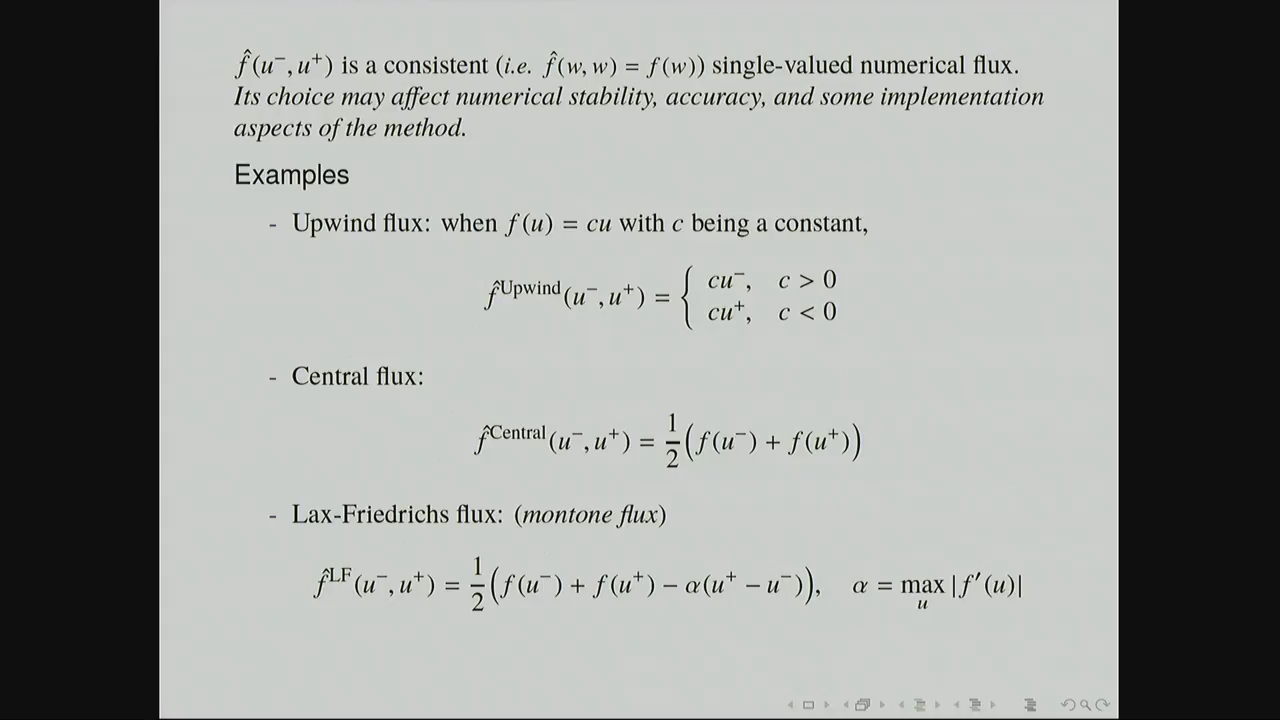 f̂(u⁻, u⁺) is a consistent (i.e. f̂(w, w) = f(w)) single-valued numerical flux.
Its choice may affect numerical stability, accuracy, and some implementation
aspects of the method.
Examples
- Upwind flux: when f(u) = cu with c being a constant,
f̂^Upwind(u⁻, u⁺) = { cu⁻, c > 0
cu⁺, c < 0
- Central flux:
f̂^Central(u⁻, u⁺) = 1/2 (f(u⁻) + f(u⁺))
- Lax-Friedrichs flux: (montone flux)
f̂^LF(u⁻, u⁺) = 1/2 (f(u⁻) + f(u⁺) − α(u⁺ − u⁻)), α = max_u |f′(u)|